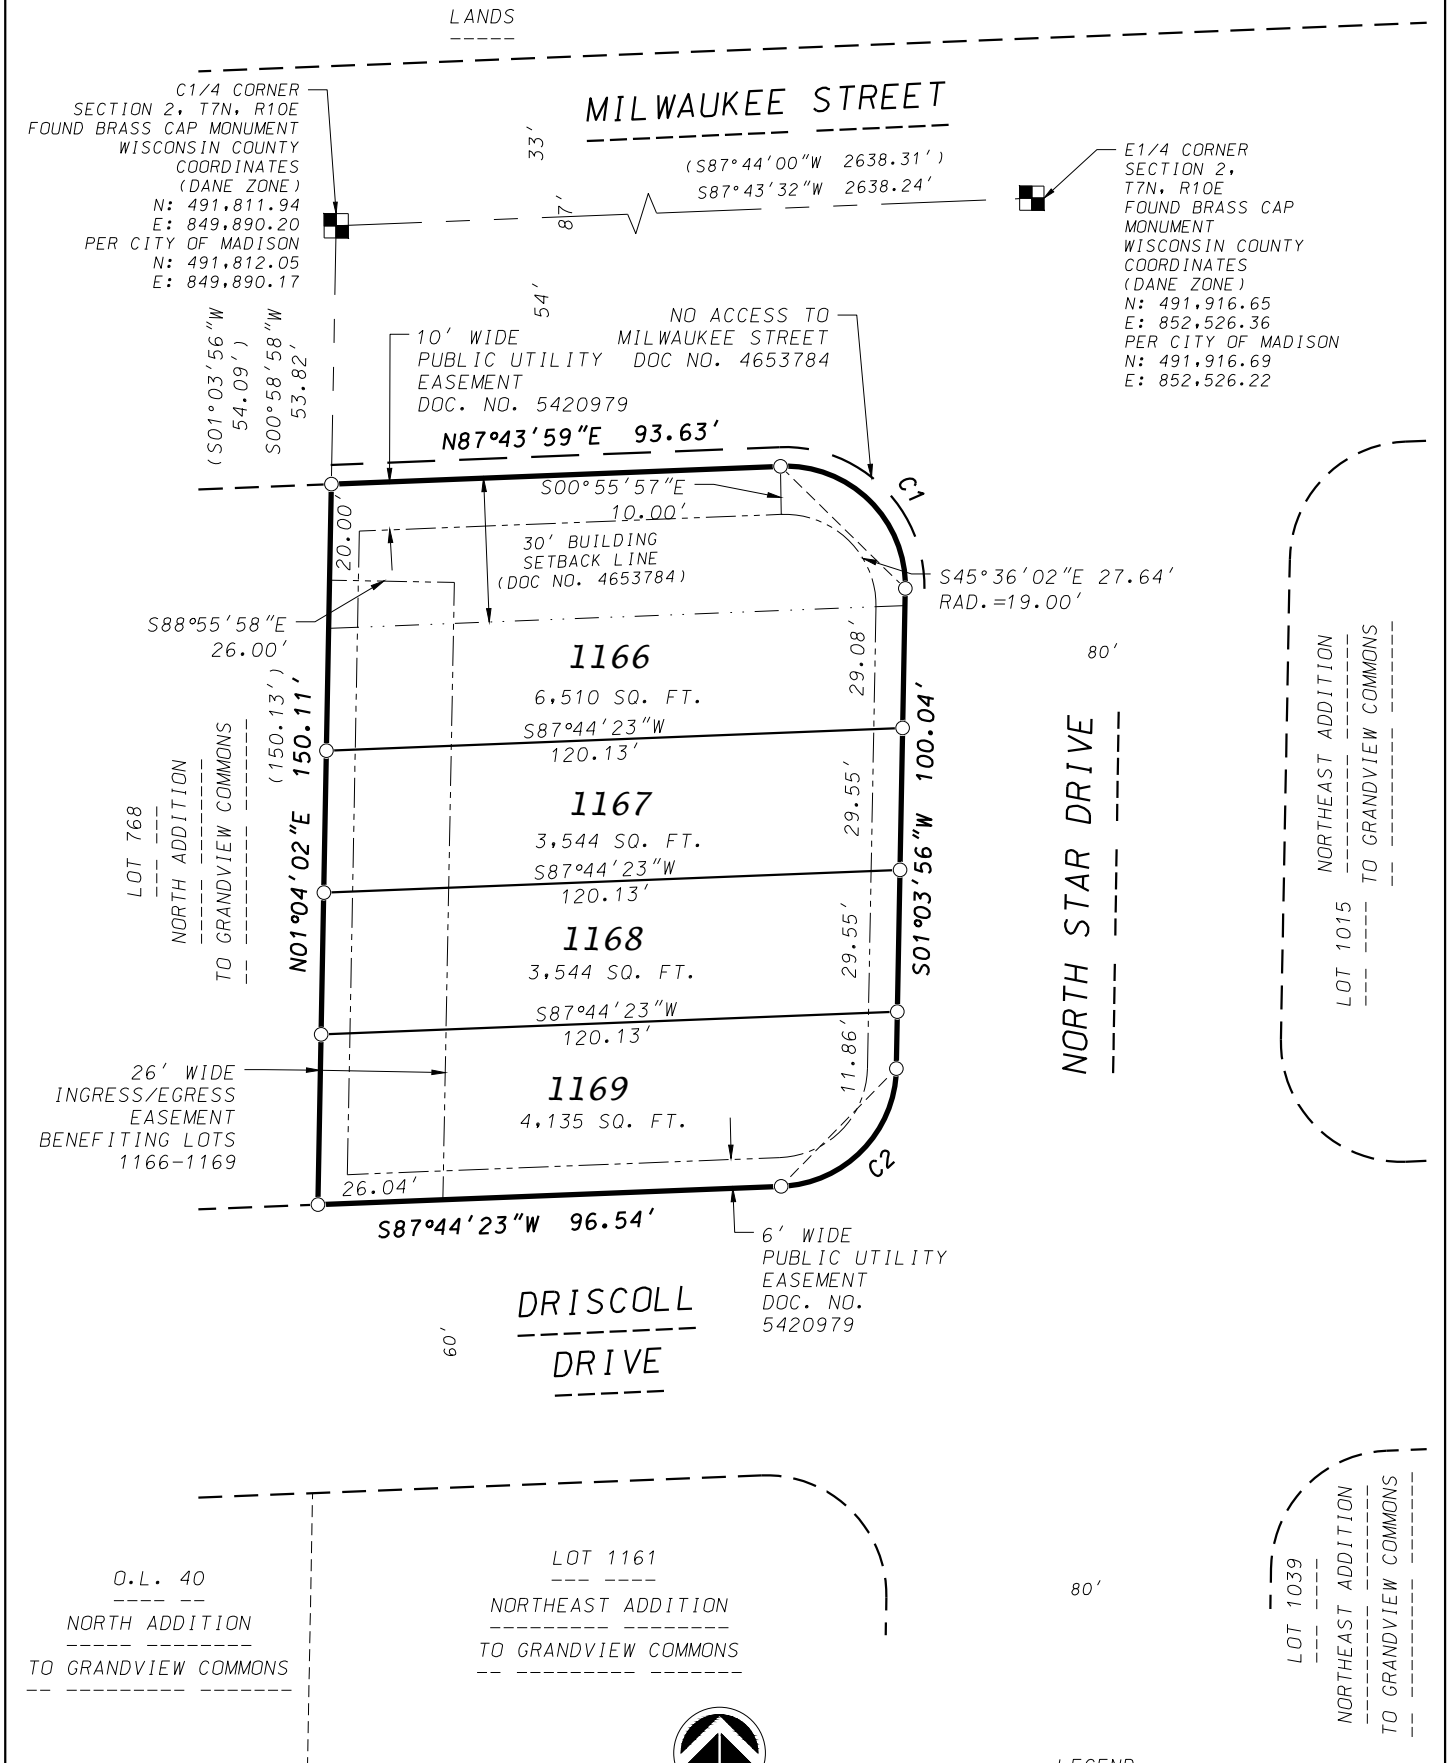 LANDS
C1/4 CORNER
SECTION 2, T7N, R10E
FOUND BRASS CAP MONUMENT
WISCONSIN COUNTY
COORDINATES
(DANE ZONE)
N: 491,811.94
E: 849,890.20
PER CITY OF MADISON
N: 491,812.05
E: 849,890.17
MILWAUKEE STREET
33'
(S87°44'00"W 2638.31')
S87°43'32"W 2638.24'
87'
E1/4 CORNER
SECTION 2,
T7N, R10E
FOUND BRASS CAP
MONUMENT
WISCONSIN COUNTY
COORDINATES
(DANE ZONE)
N: 491,916.65
E: 852,526.36
PER CITY OF MADISON
N: 491,916.69
E: 852,526.22
(S01°03'56"W
54.09')
S00°58'58"W
53.82'
54'
10' WIDE
PUBLIC UTILITY
EASEMENT
DOC. NO. 5420979
NO ACCESS TO
MILWAUKEE STREET
DOC NO. 4653784
N87°43'59"E 93.63'
C1
S00°55'57"E
10.00'
20.00'
30' BUILDING
SETBACK LINE
(DOC NO. 4653784)
S45°36'02"E 27.64'
RAD.=19.00'
S88°55'58"E
26.00'
1166
6,510 SQ. FT.
29.08'
80'
S87°44'23"W
120.13'
(150.13')
N01°04'02"E 150.11'
1167
3,544 SQ. FT.
29.55'
S01°03'56"W 100.04'
S87°44'23"W
120.13'
1168
3,544 SQ. FT.
29.55'
S87°44'23"W
120.13'
1169
4,135 SQ. FT.
11.86'
LOT 768
NORTH ADDITION
TO GRANDVIEW COMMONS
NORTH STAR DRIVE
LOT 1015
NORTHEAST ADDITION
TO GRANDVIEW COMMONS
26' WIDE
INGRESS/EGRESS
EASEMENT
BENEFITING LOTS
1166-1169
26.04'
C2
S87°44'23"W 96.54'
6' WIDE
PUBLIC UTILITY
EASEMENT
DOC. NO.
5420979
DRISCOLL
DRIVE
60'
O.L. 40
NORTH ADDITION
TO GRANDVIEW COMMONS
LOT 1161
NORTHEAST ADDITION
TO GRANDVIEW COMMONS
80'
LOT 1039
NORTHEAST ADDITION
TO GRANDVIEW COMMONS
LEGEND